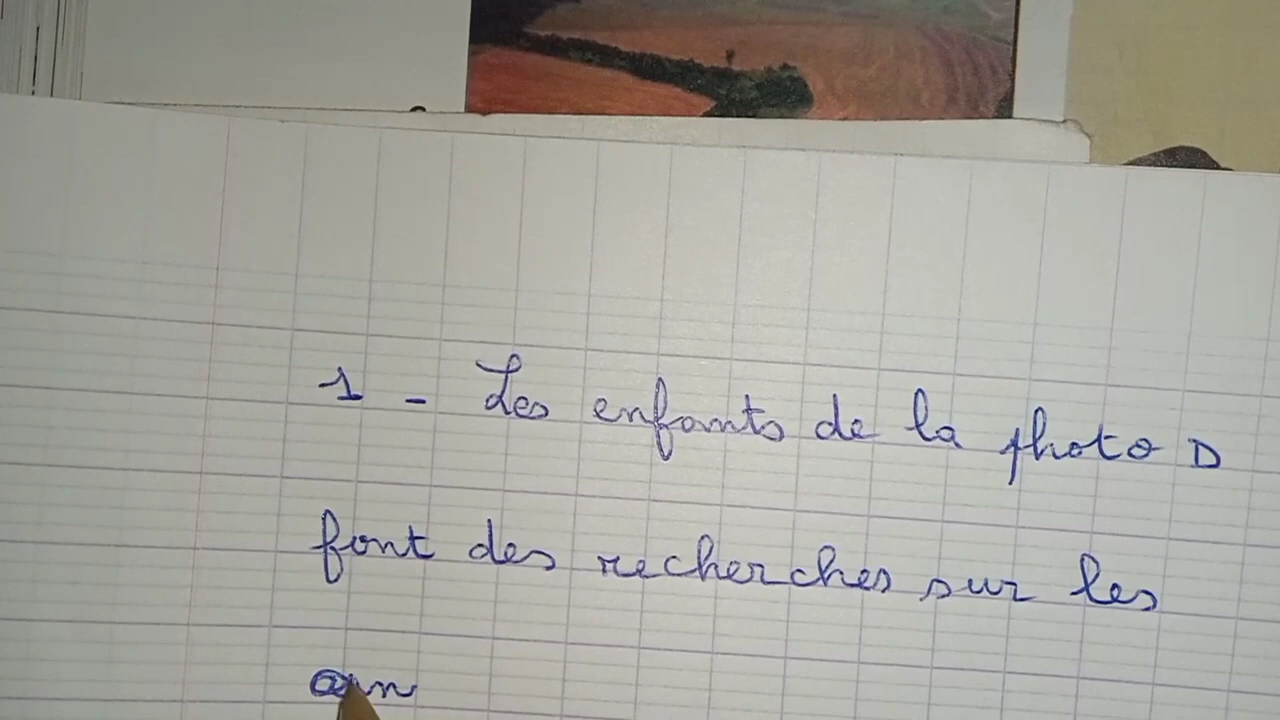 1 - Les enfants de la photo D
font des recherches sur les